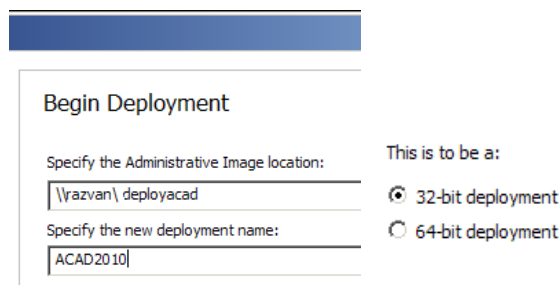 Begin Deployment
Specify the Administrative Image location:
\\razvan\ deployacad
Specify the new deployment name:
ACAD2010
This is to be a:
32-bit deployment
64-bit deployment